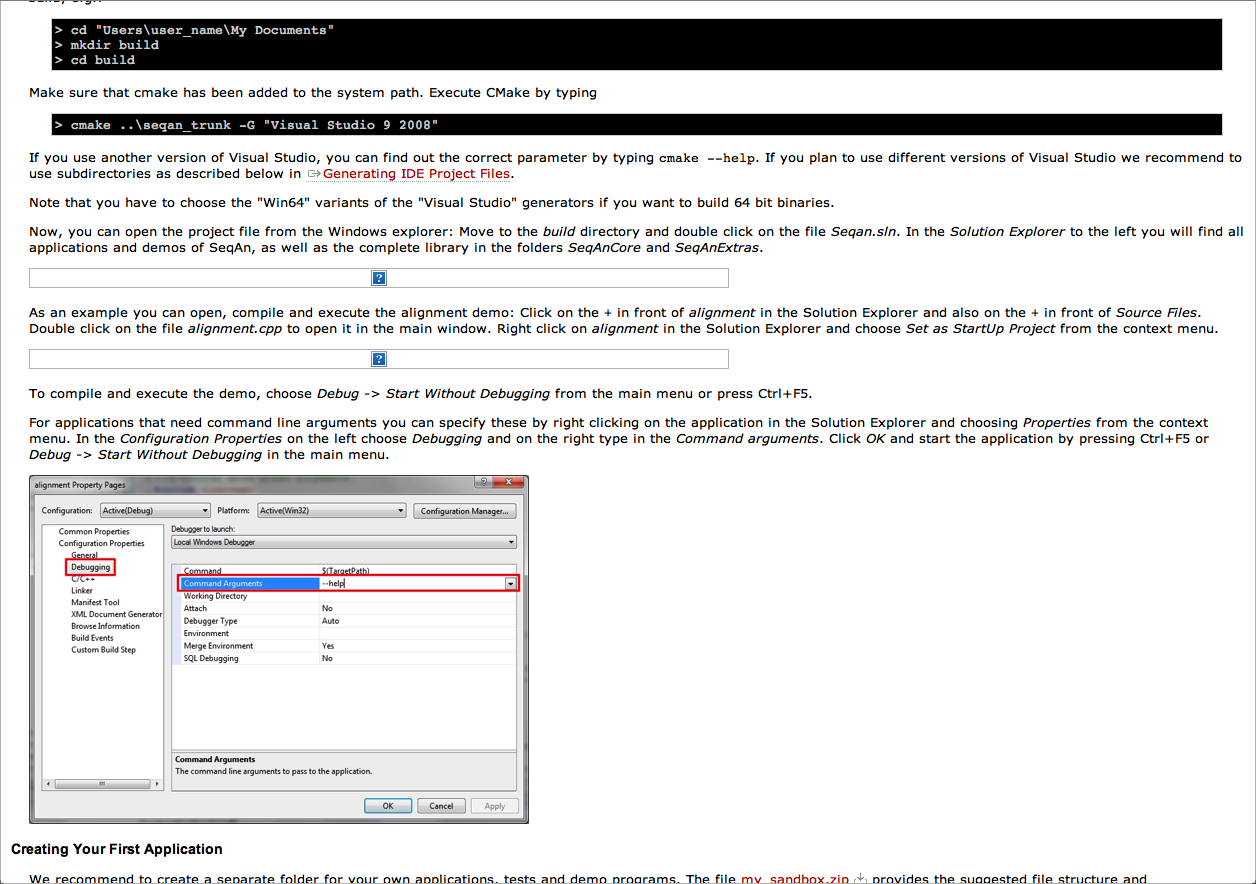 > cd "Users\user_name\My Documents"
> mkdir build
> cd build
Make sure that cmake has been added to the system path. Execute CMake by typing
> cmake ..\seqan_trunk -G "Visual Studio 9 2008"
If you use another version of Visual Studio, you can find out the correct parameter by typing cmake --help. If you plan to use different versions of Visual Studio we recommend to
use subdirectories as described below in Generating IDE Project Files.
Note that you have to choose the "Win64" variants of the "Visual Studio" generators if you want to build 64 bit binaries.
Now, you can open the project file from the Windows explorer: Move to the build directory and double click on the file Seqan.sln. In the Solution Explorer to the left you will find all
applications and demos of SeqAn, as well as the complete library in the folders SeqAnCore and SeqAnExtras.
?
As an example you can open, compile and execute the alignment demo: Click on the + in front of alignment in the Solution Explorer and also on the + in front of Source Files.
Double click on the file alignment.cpp to open it in the main window. Right click on alignment in the Solution Explorer and choose Set as StartUp Project from the context menu.
?
To compile and execute the demo, choose Debug -> Start Without Debugging from the main menu or press Ctrl+F5.
For applications that need command line arguments you can specify these by right clicking on the application in the Solution Explorer and choosing Properties from the context
menu. In the Configuration Properties on the left choose Debugging and on the right type in the Command arguments. Click OK and start the application by pressing Ctrl+F5 or
Debug -> Start Without Debugging in the main menu.
alignment Property Pages
Configuration: Active(Debug) Platform: Active(Win32) Configuration Manager...
Common Properties
Configuration Properties
General
Debugging
C/C++
Linker
Manifest Tool
XML Document Generator
Browse Information
Build Events
Custom Build Step
Debugger to launch:
Local Windows Debugger
Command $(TargetPath)
Command Arguments --help
Working Directory
Attach No
Debugger Type Auto
Environment
Merge Environment Yes
SQL Debugging No
Command Arguments
The command line arguments to pass to the application.
OK Cancel Apply
Creating Your First Application
We recommend to create a separate folder for your own applications, tests and demo programs. The file my_sandbox.zip provides the suggested file structure and